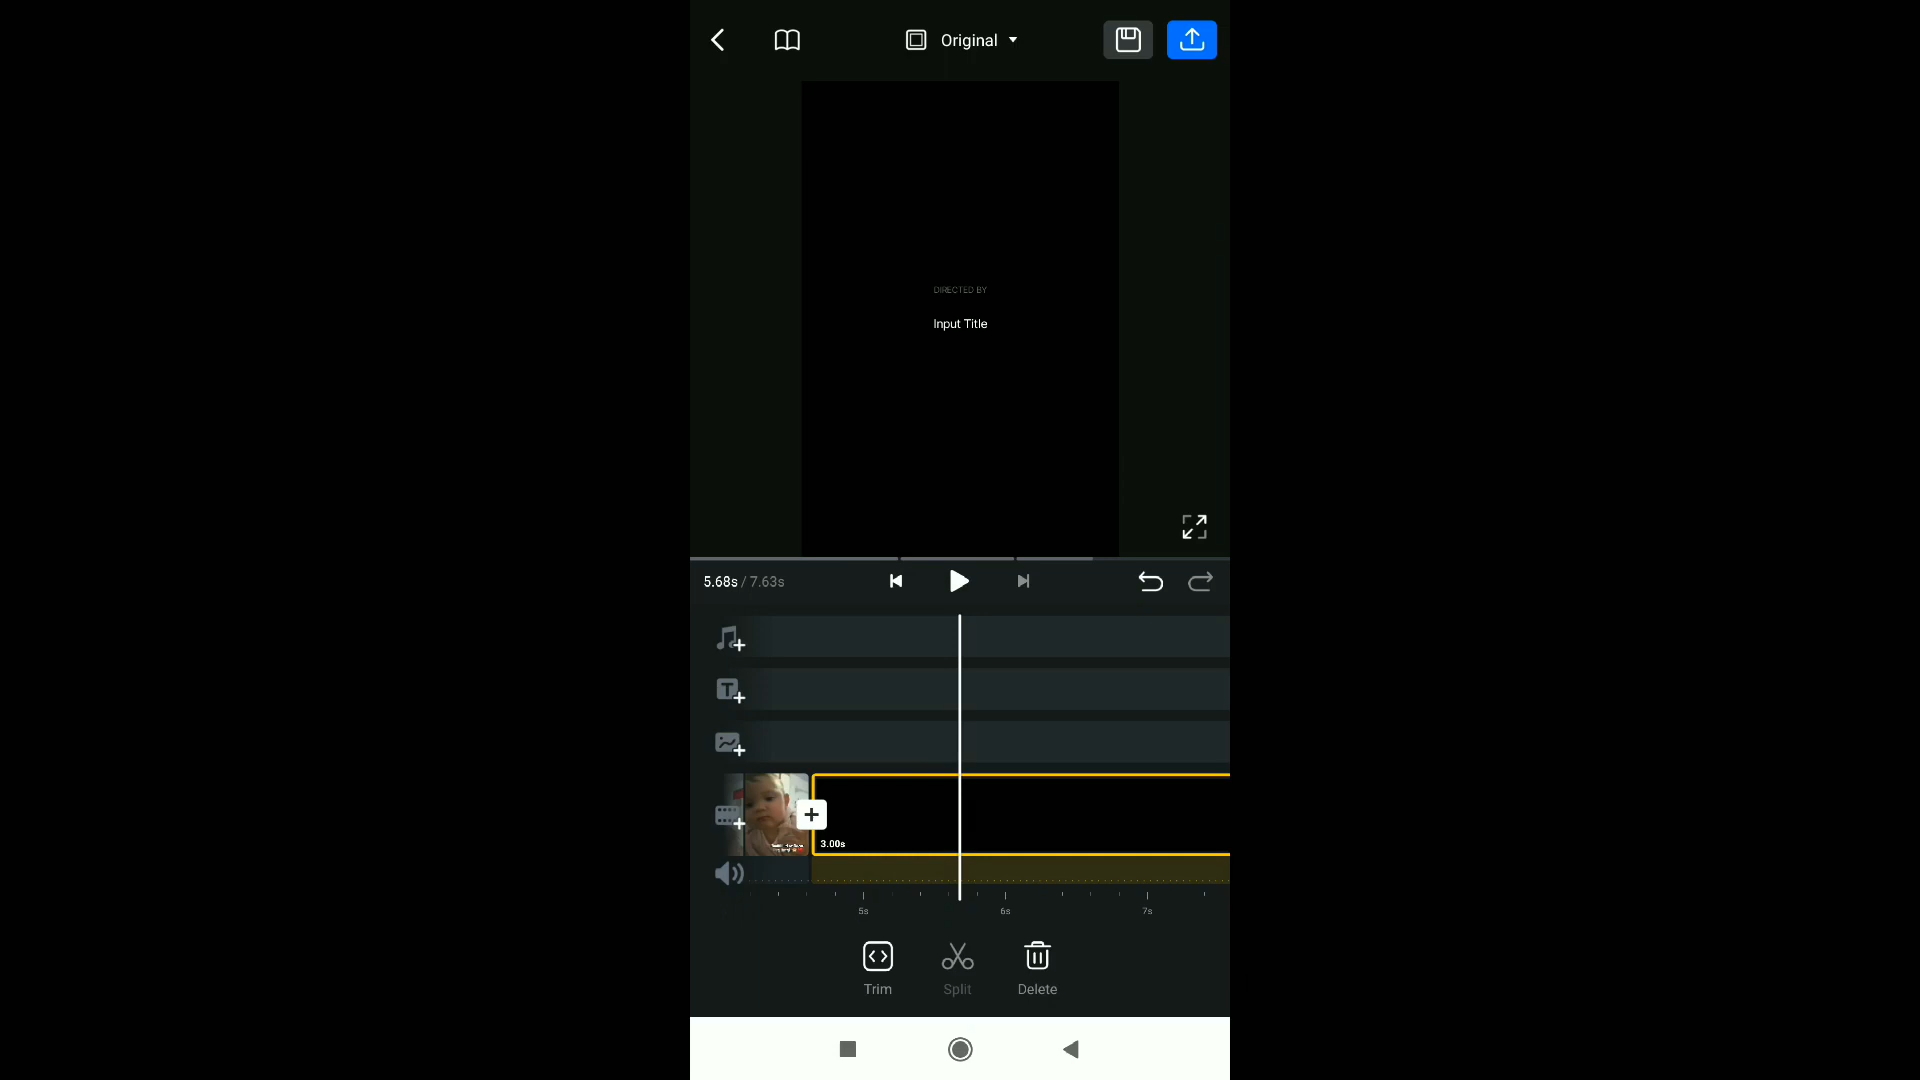 Original
DIRECTED BY
Input Title
5.68s / 7.63s
3.00s
5s 6s 7s
Trim Split Delete